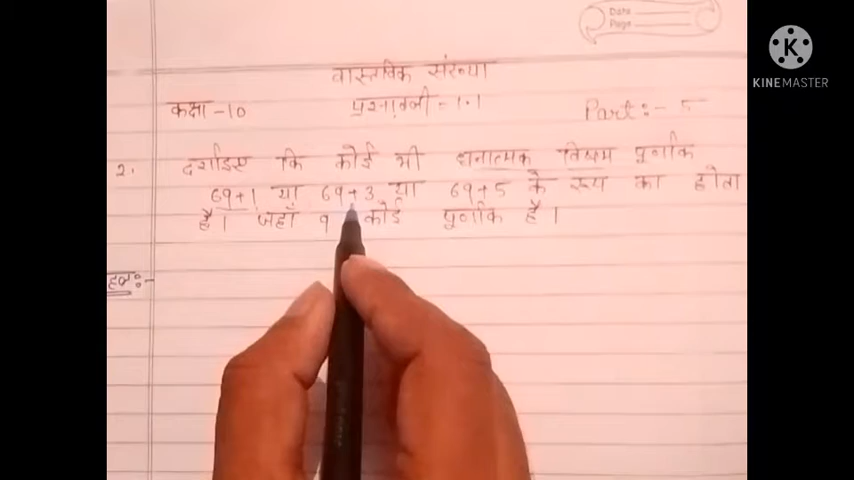 Date
Page
K
KINEMASTER
वास्तविक संख्या
कक्षा -10 प्रश्नावली = 1.1 Part :- 5
2. दर्शाइए कि कोई भी धनात्मक विषम पूर्णांक
6q+1 या 6q+3 या 6q+5 के रूप का होता
है। जहाँ q कोई पूर्णांक है।
हल :-